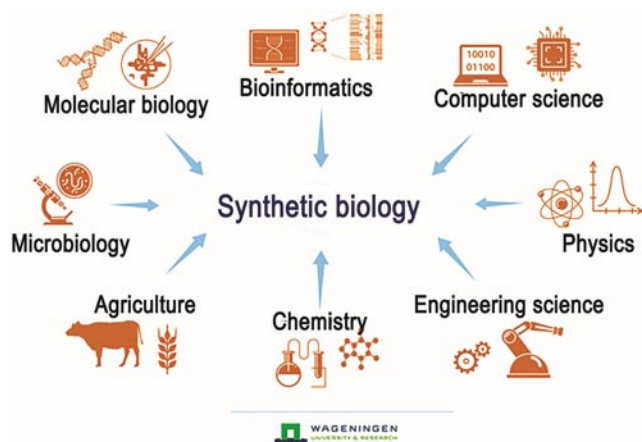 Molecular biology
Bioinformatics
10010
01100
Computer science
Synthetic biology
Microbiology
Physics
Agriculture
Chemistry
Engineering science
WAGENINGEN
UNIVERSITY & RESEARCH